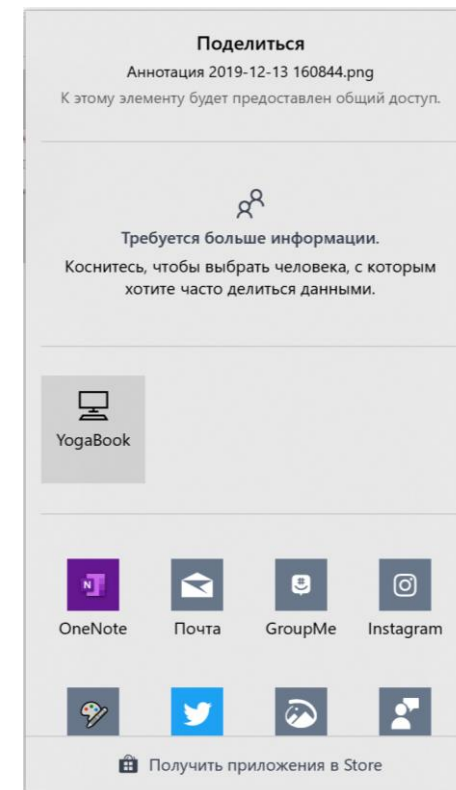 Поделиться
Аннотация 2019-12-13 160844.png
К этому элементу будет предоставлен общий доступ.
Требуется больше информации.
Коснитесь, чтобы выбрать человека, с которым
хотите часто делиться данными.
YogaBook
N
OneNote
Почта
GroupMe
Instagram
Получить приложения в Store